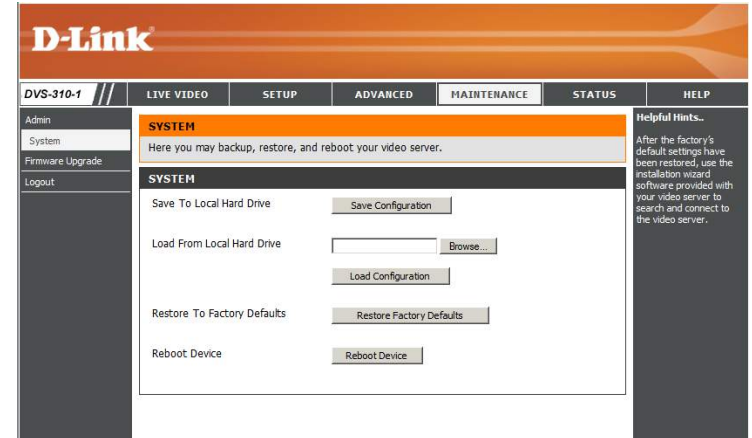 D-Link
DVS-310-1
LIVE VIDEO
SETUP
ADVANCED
MAINTENANCE
STATUS
HELP
Admin
System
Firmware Upgrade
Logout
SYSTEM
Here you may backup, restore, and reboot your video server.
SYSTEM
Save To Local Hard Drive
Save Configuration
Load From Local Hard Drive
Browse...
Load Configuration
Restore To Factory Defaults
Restore Factory Defaults
Reboot Device
Reboot Device
Helpful Hints..
After the factory's
default settings have
been restored, use the
installation wizard
software provided with
your video server to
search and connect to
the video server.